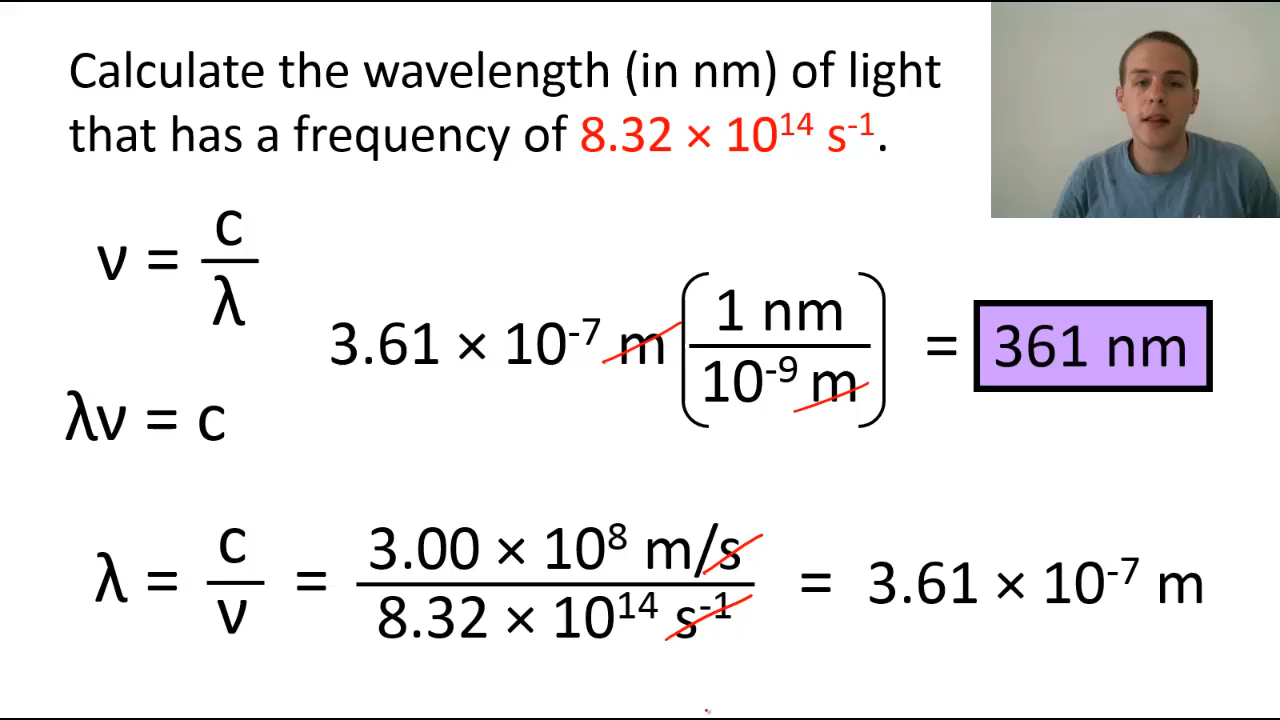 Calculate the wavelength (in nm) of light
that has a frequency of 8.32 × 10¹⁴ s⁻¹.
ν = c/λ
3.61 × 10⁻⁷ m (1 nm / 10⁻⁹ m) = 361 nm
λν = c
λ = c/ν = 3.00 × 10⁸ m/s / 8.32 × 10¹⁴ s⁻¹ = 3.61 × 10⁻⁷ m